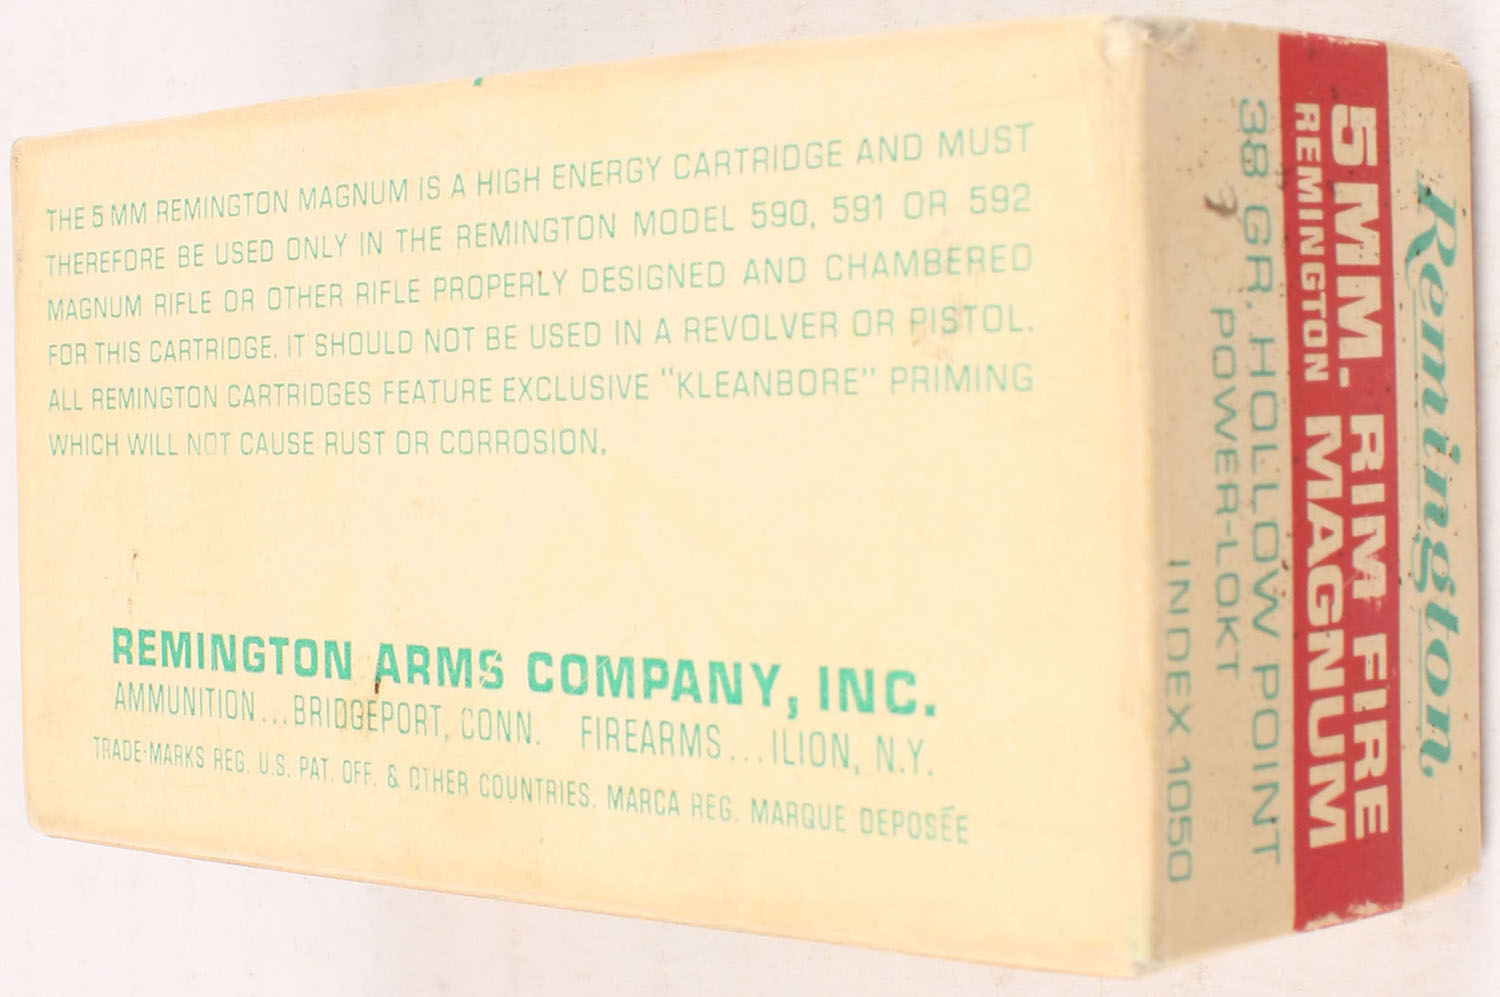 THE 5 MM REMINGTON MAGNUM IS A HIGH ENERGY CARTRIDGE AND MUST
THEREFORE BE USED ONLY IN THE REMINGTON MODEL 590, 591 OR 592
MAGNUM RIFLE OR OTHER RIFLE PROPERLY DESIGNED AND CHAMBERED
FOR THIS CARTRIDGE. IT SHOULD NOT BE USED IN A REVOLVER OR PISTOL.
ALL REMINGTON CARTRIDGES FEATURE EXCLUSIVE "KLEANBORE" PRIMING
WHICH WILL NOT CAUSE RUST OR CORROSION.
REMINGTON ARMS COMPANY, INC.
AMMUNITION...BRIDGEPORT, CONN. FIREARMS...ILION, N.Y.
TRADE-MARKS REG. U.S. PAT. OFF. & OTHER COUNTRIES. MARCA REG. MARQUE DEPOSÉE
Remington
5MM. RIM FIRE
REMINGTON MAGNUM
38 GR. HOLLOW POINT
POWER-LOKT
INDEX 1050